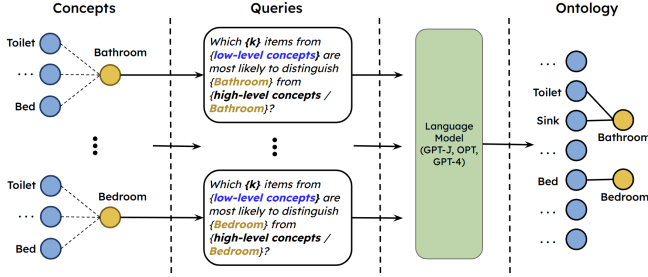 Concepts
Queries
Ontology
Toilet
...
Bed
Bathroom
Which {k} items from
{low-level concepts} are
most likely to distinguish
{Bathroom} from
{high-level concepts /
Bathroom}?
Toilet
Bed
Bedroom
Which {k} items from
{low-level concepts} are
most likely to distinguish
{Bedroom} from
{high-level concepts /
Bedroom}?
Language
Model
(GPT-J, OPT,
GPT-4)
...
Toilet
Sink
Bathroom
...
Bed
Bedroom
...
...